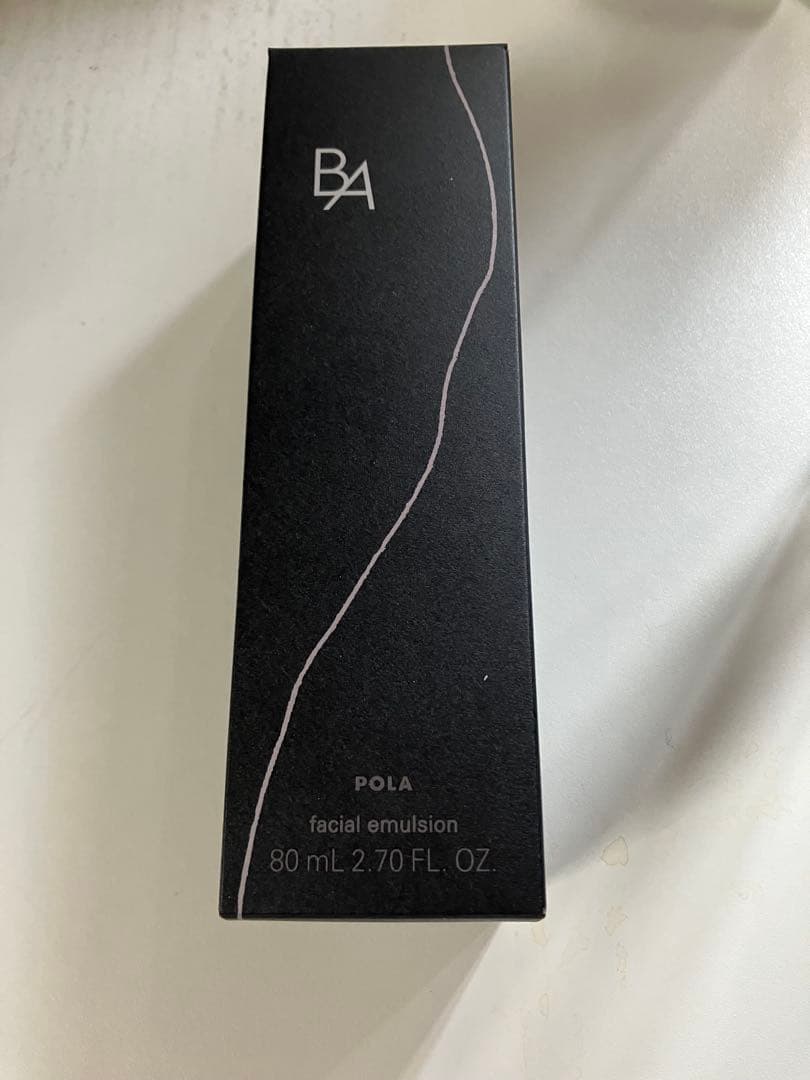 BA
POLA
facial emulsion
80 mL 2.70 FL. OZ.